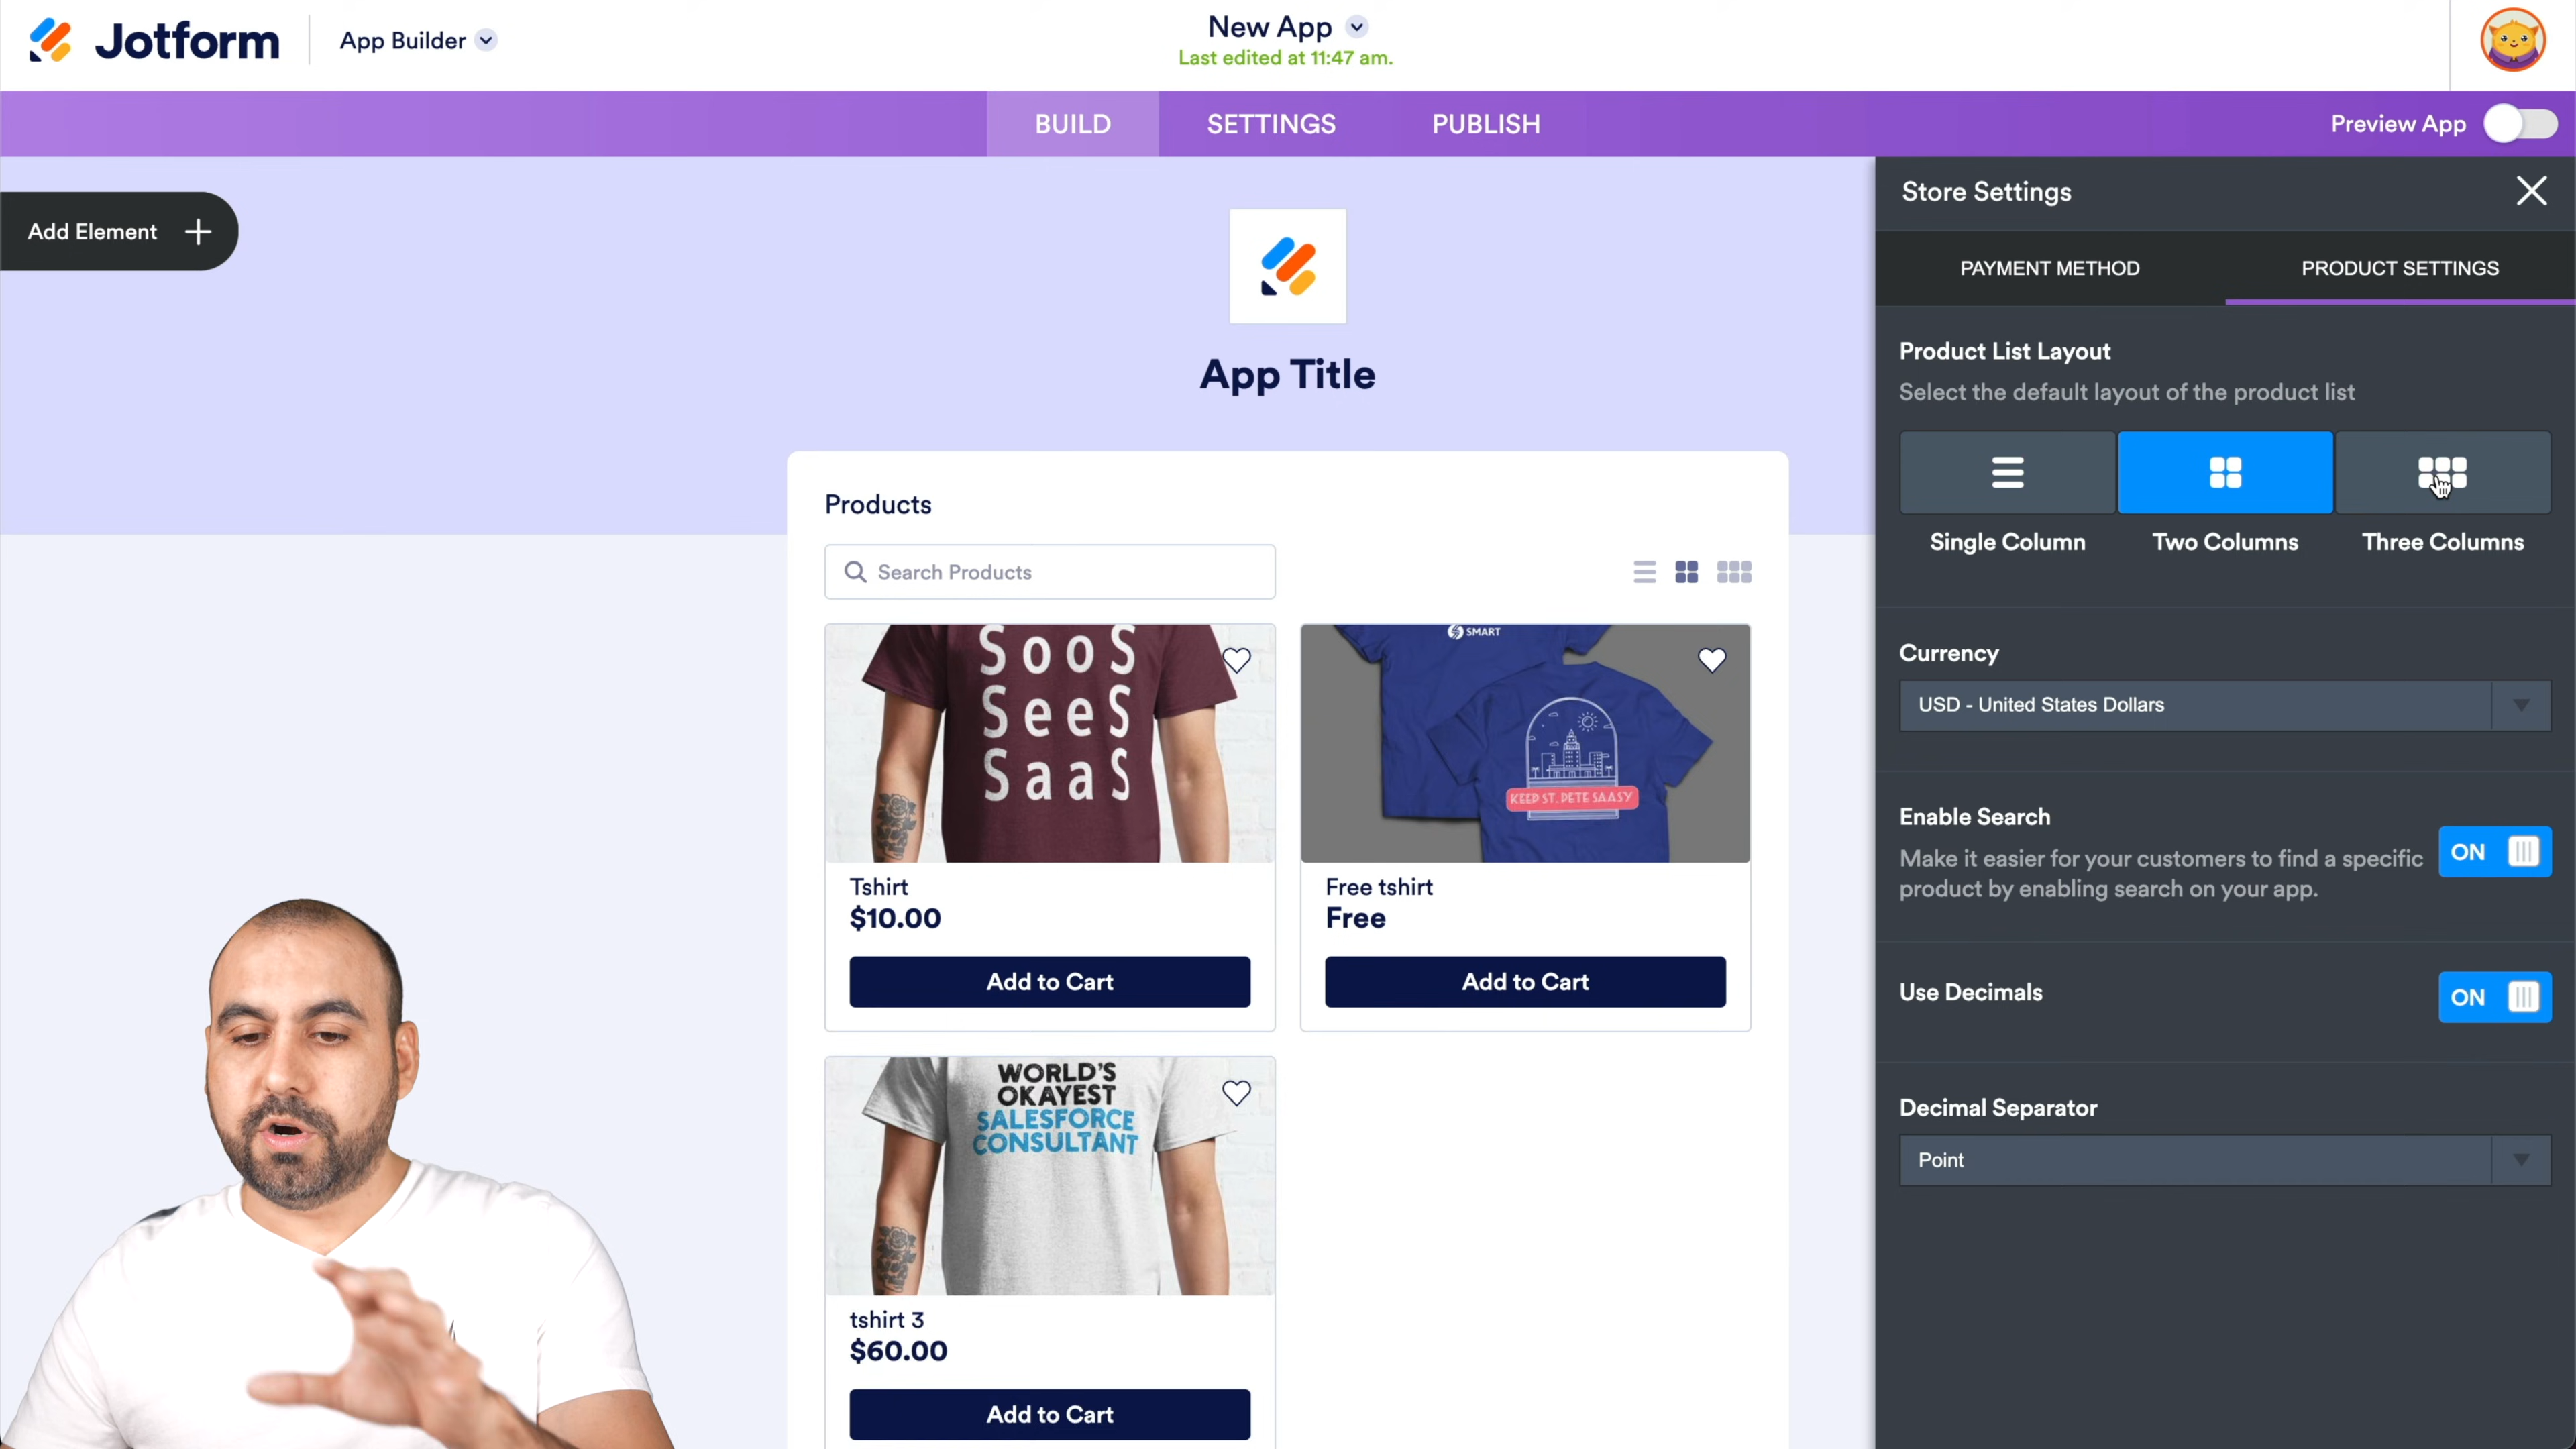 Jotform
App Builder
New App
Last edited at 11:47 am.
BUILD
SETTINGS
PUBLISH
Preview App
Add Element
App Title
Products
Search Products
SooS
SeeS
SaaS
Tshirt
$10.00
Add to Cart
SMART
KEEP ST. PETE SAASY
Free tshirt
Free
Add to Cart
WORLD'S
OKAYEST
SALESFORCE
CONSULTANT
tshirt 3
$60.00
Add to Cart
Store Settings
PAYMENT METHOD
PRODUCT SETTINGS
Product List Layout
Select the default layout of the product list
Single Column
Two Columns
Three Columns
Currency
USD - United States Dollars
Enable Search
Make it easier for your customers to find a specific
product by enabling search on your app.
ON
Use Decimals
ON
Decimal Separator
Point